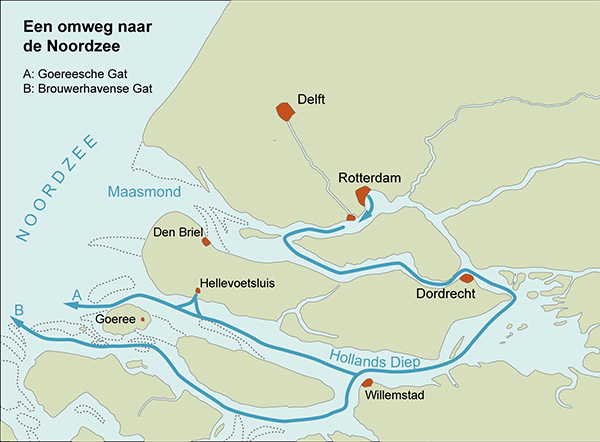 Een omweg naar
de Noordzee
A: Goereesche Gat
B: Brouwerhavense Gat
Delft
NOORDZEE
Rotterdam
Maasmond
Den Briel
Hellevoetsluis
Dordrecht
A
B
Goeree
Hollands Diep
Willemstad